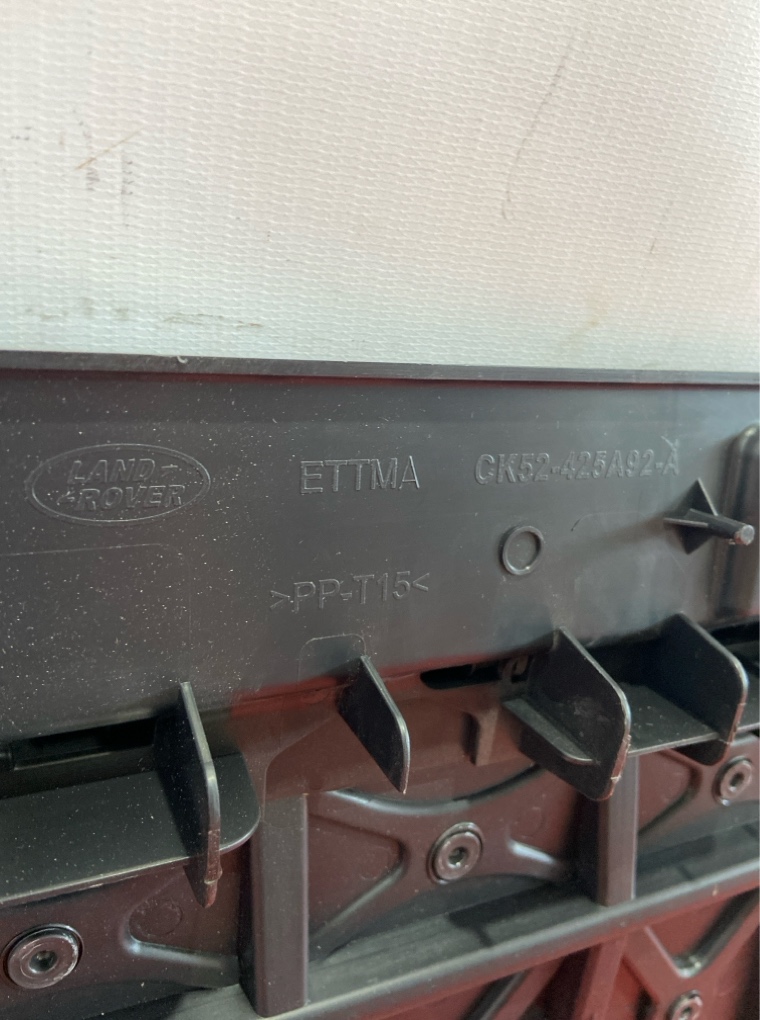 LAND
ROVER
ETTMA
CK52-425A92-A
>PP-T15<